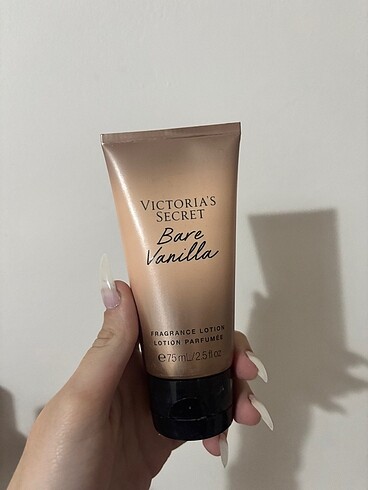 VICTORIA'S
SECRET
Bare
Vanilla
FRAGRANCE LOTION
LOTION PARFUMÉE
℮75 mL/2.5 fl oz